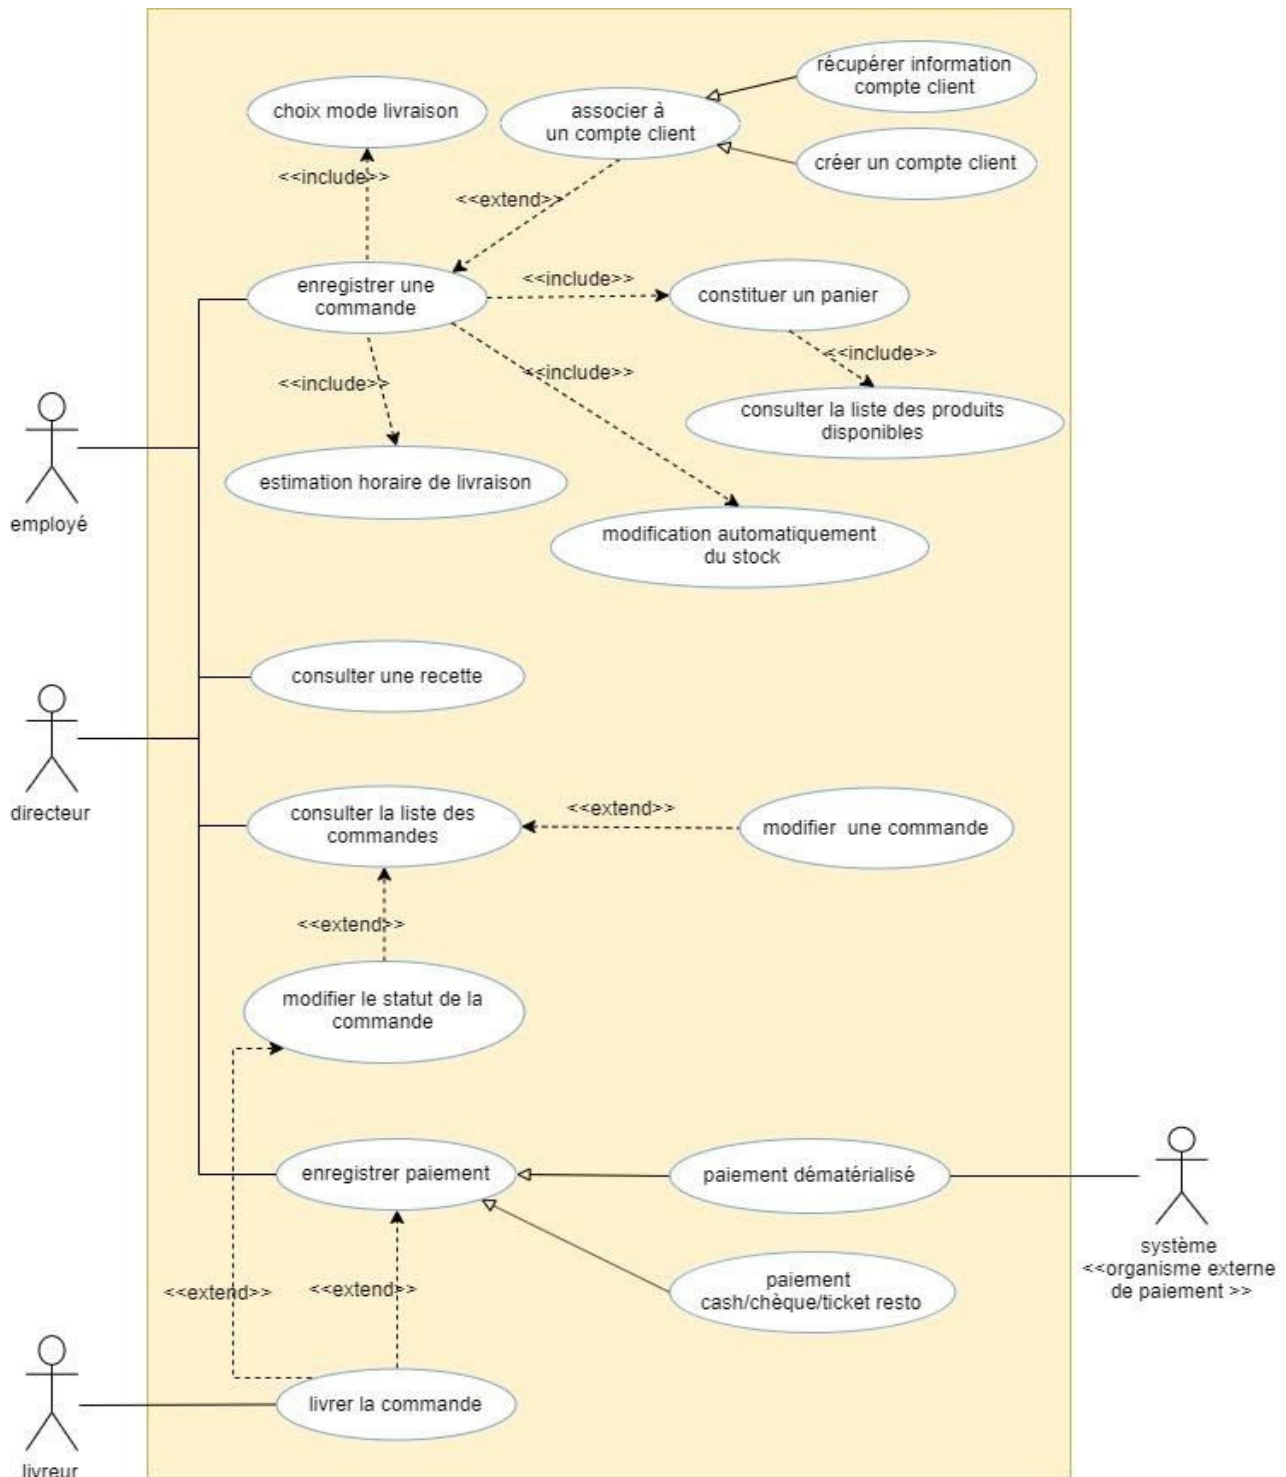 récupérer information
compte client
choix mode livraison
associer à
un compte client
créer un compte client
<<include>>
<<extend>>
enregistrer une
commande
<<include>>
constituer un panier
<<include>>
<<include>>
<<include>>
consulter la liste des produits
disponibles
employé
estimation horaire de livraison
modification automatiquement
du stock
consulter une recette
directeur
consulter la liste des
commandes
<<extend>>
modifier une commande
<<extend>>
modifier le statut de la
commande
enregistrer paiement
paiement dématérialisé
système
<<organisme externe
de paiement >>
<<extend>>
<<extend>>
paiement
cash/chèque/ticket resto
livrer la commande
livreur